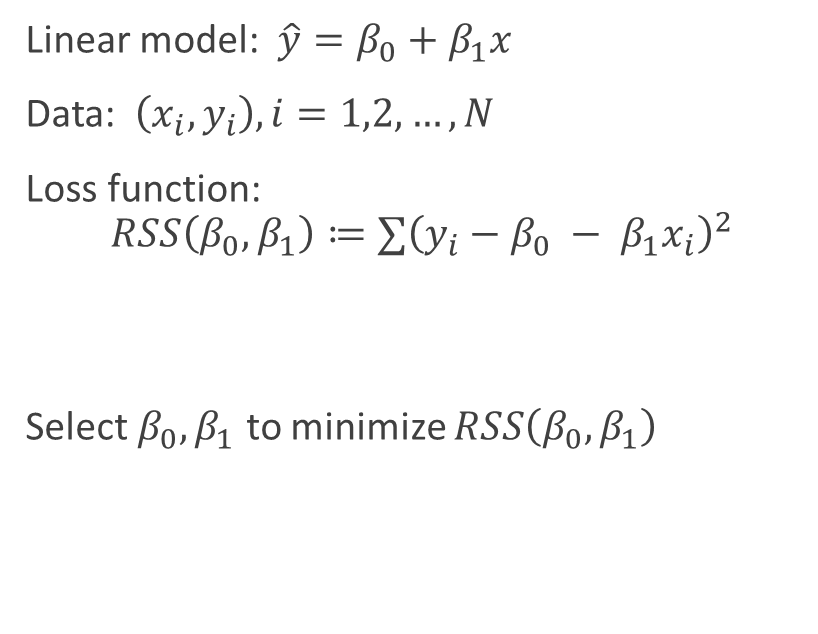 Linear model: ŷ = β₀ + β₁x
Data: (xᵢ, yᵢ), i = 1,2, … , N
Loss function:
RSS(β₀, β₁) ≔ ∑(yᵢ − β₀ − β₁xᵢ)²
Select β₀, β₁ to minimize RSS(β₀, β₁)